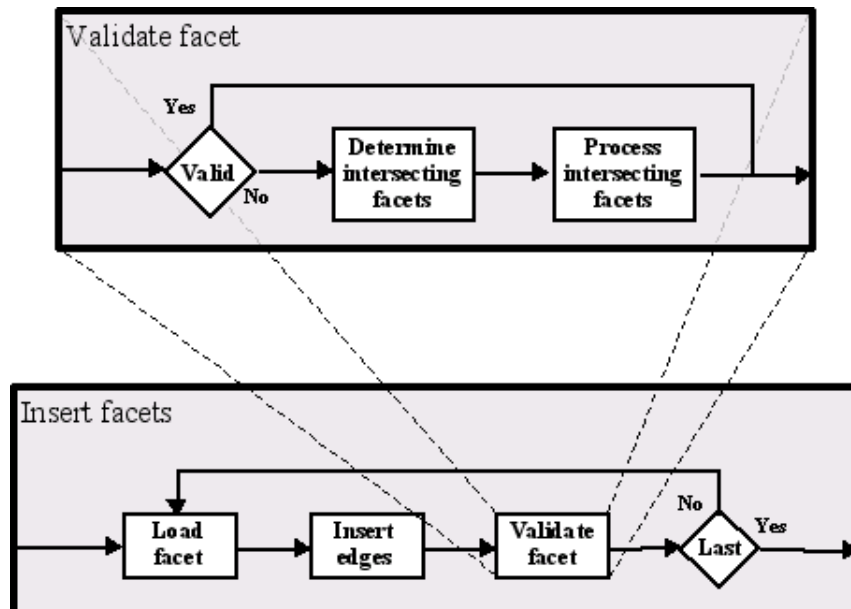 Validate facet
Yes
Valid
No
Determine
intersecting
facets
Process
intersecting
facets
Insert facets
Load
facet
Insert
edges
Validate
facet
No
Last
Yes